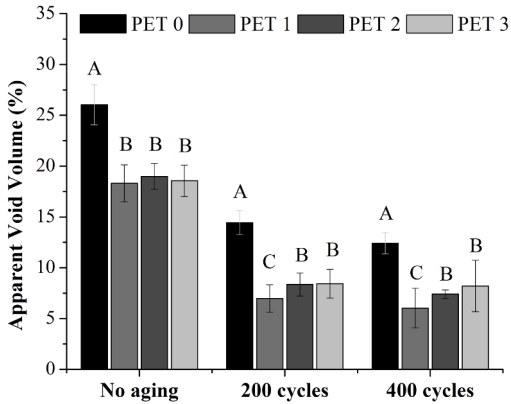 35
30
25
20
15
10
5
0
Apparent Void Volume (%)
PET 0 PET 1 PET 2 PET 3
A B B B
A C B B
A C B B
No aging 200 cycles 400 cycles